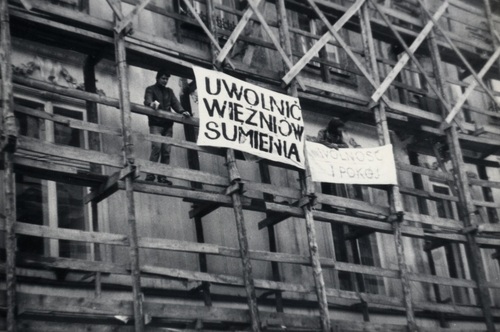 UWOLNIĆ
WIĘŹNIÓW
SUMIENIA
WOLNOŚĆ
I POKÓJ